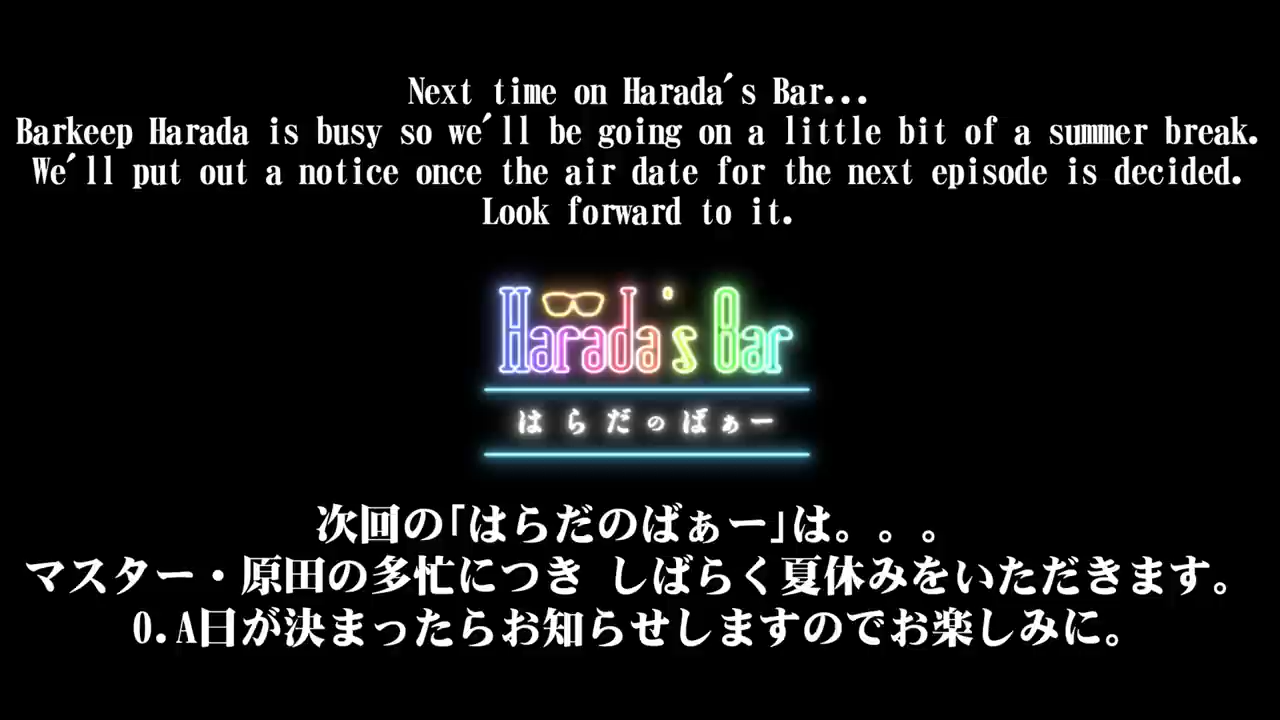 Next time on Harada's Bar...
Barkeep Harada is busy so we'll be going on a little bit of a summer break.
We'll put out a notice once the air date for the next episode is decided.
Look forward to it.
Harada's Bar
はらだのばぁー
次回の「はらだのばぁー」は。。。
マスター・原田の多忙につき しばらく夏休みをいただきます。
O.A日が決まったらお知らせしますのでお楽しみに。